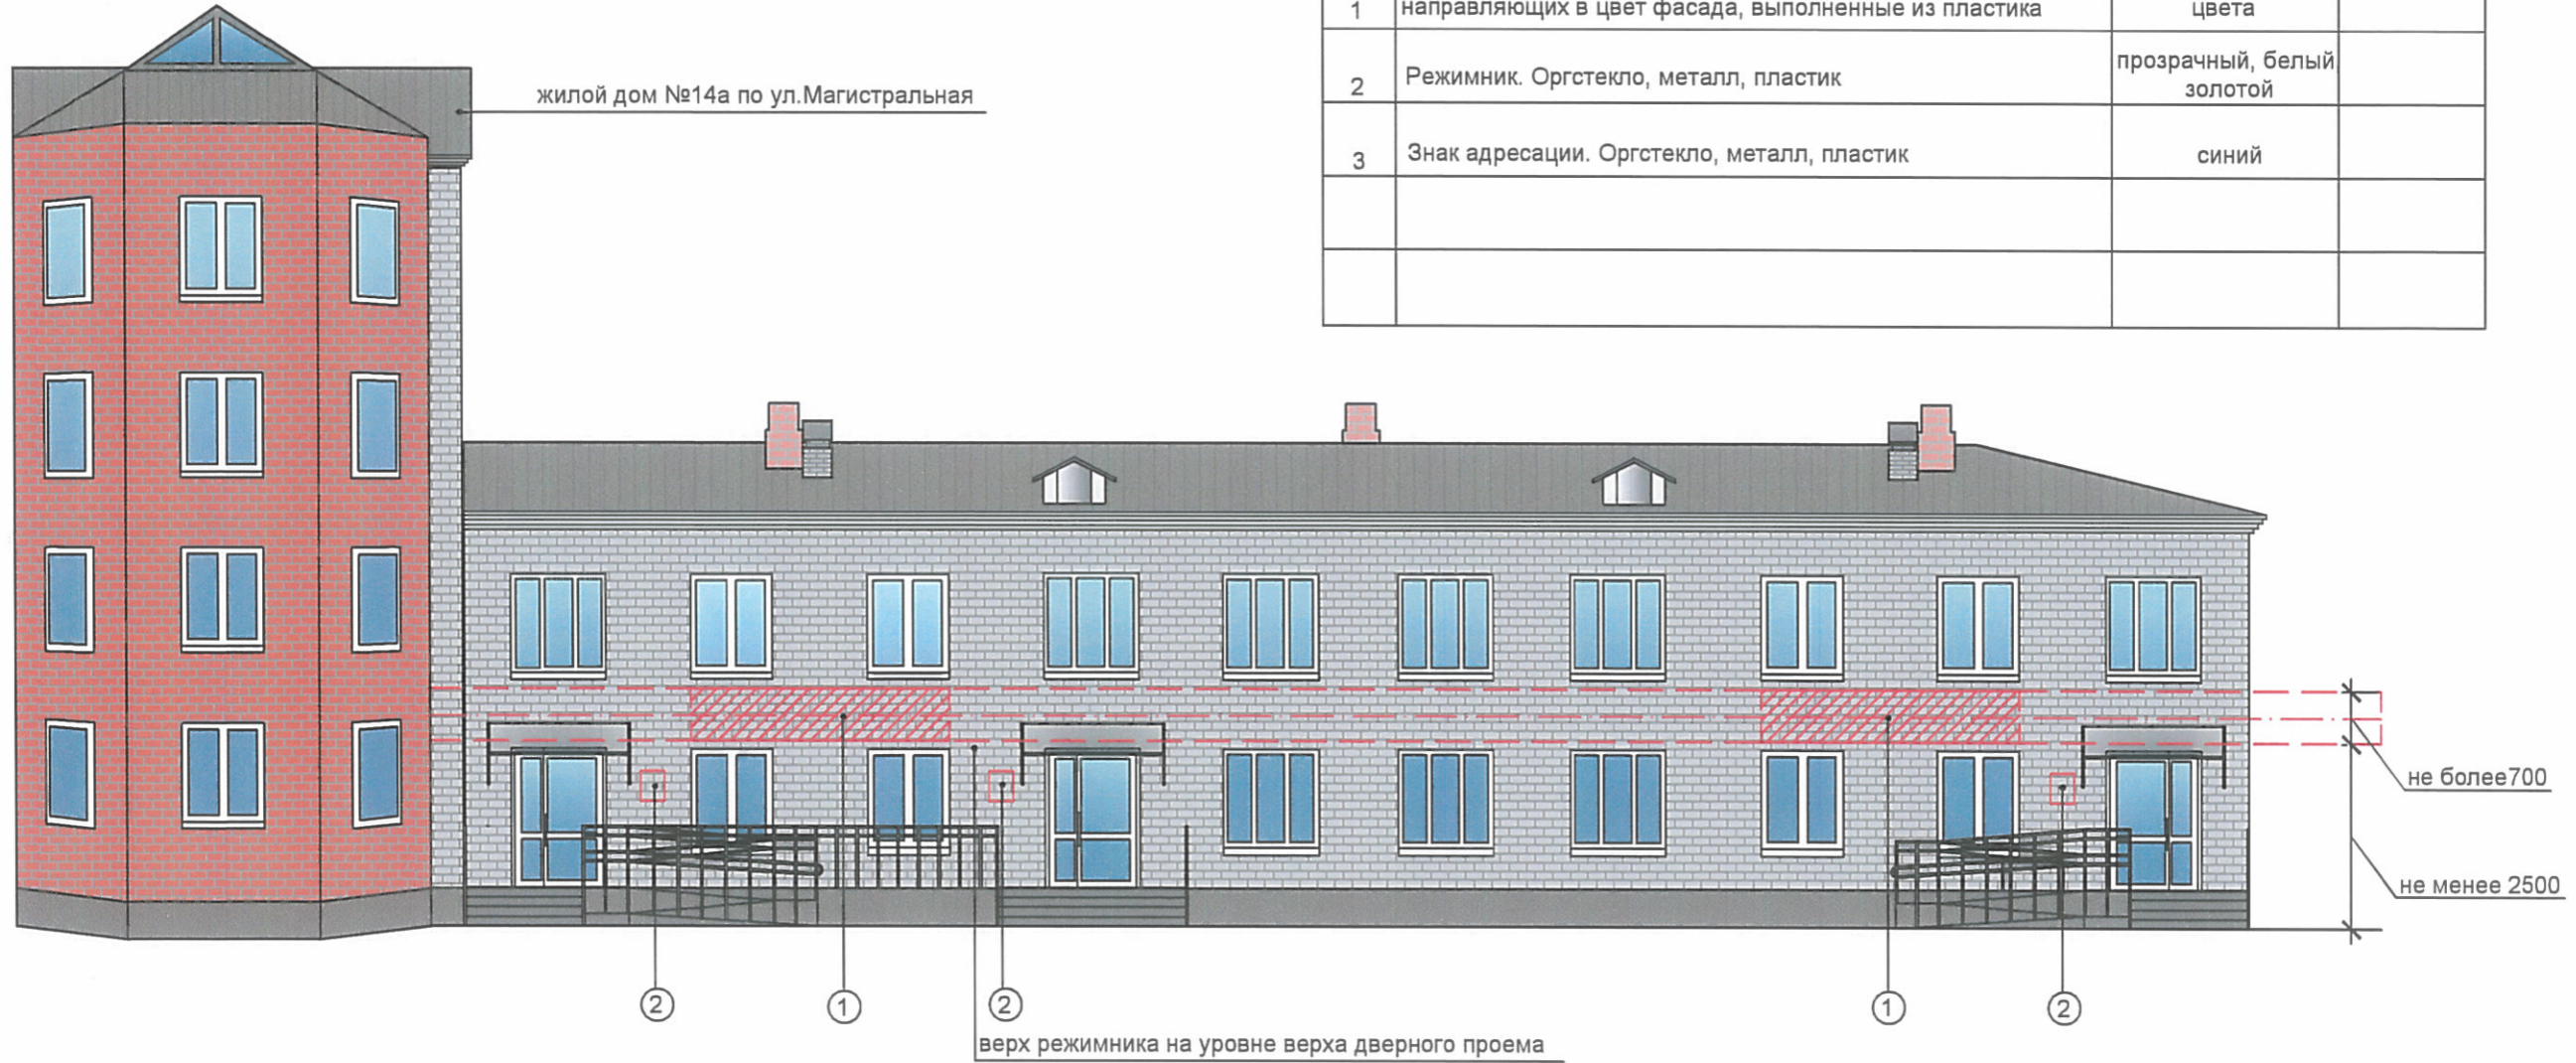 1 направляющих в цвет фасада, выполненные из пластика цвета
прозрачный, белый
2 Режимник. Оргстекло, металл, пластик золотой
3 Знак адресации. Оргстекло, металл, пластик синий
жилой дом №14а по ул.Магистральная
не более700
не менее 2500
2 1 2 1 2
верх режимника на уровне верха дверного проема